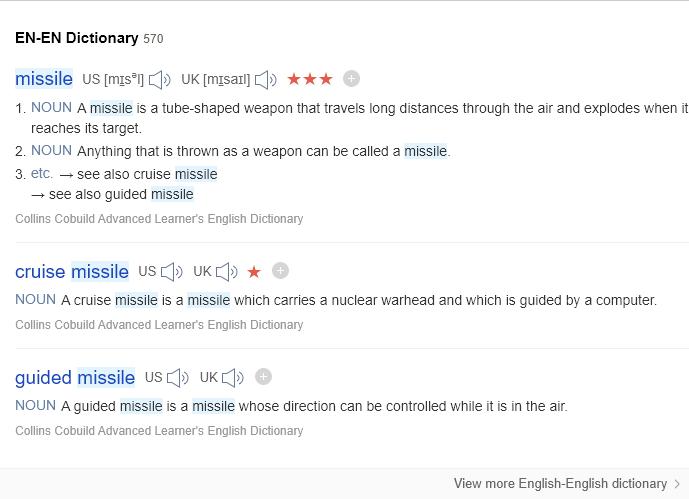 EN-EN Dictionary 570
missile US [mɪsᵊl] UK [mɪsaɪl]
1. NOUN A missile is a tube-shaped weapon that travels long distances through the air and explodes when it
reaches its target.
2. NOUN Anything that is thrown as a weapon can be called a missile.
3. etc. → see also cruise missile
→ see also guided missile
Collins Cobuild Advanced Learner's English Dictionary
cruise missile US UK
NOUN A cruise missile is a missile which carries a nuclear warhead and which is guided by a computer.
Collins Cobuild Advanced Learner's English Dictionary
guided missile US UK
NOUN A guided missile is a missile whose direction can be controlled while it is in the air.
Collins Cobuild Advanced Learner's English Dictionary
View more English-English dictionary >